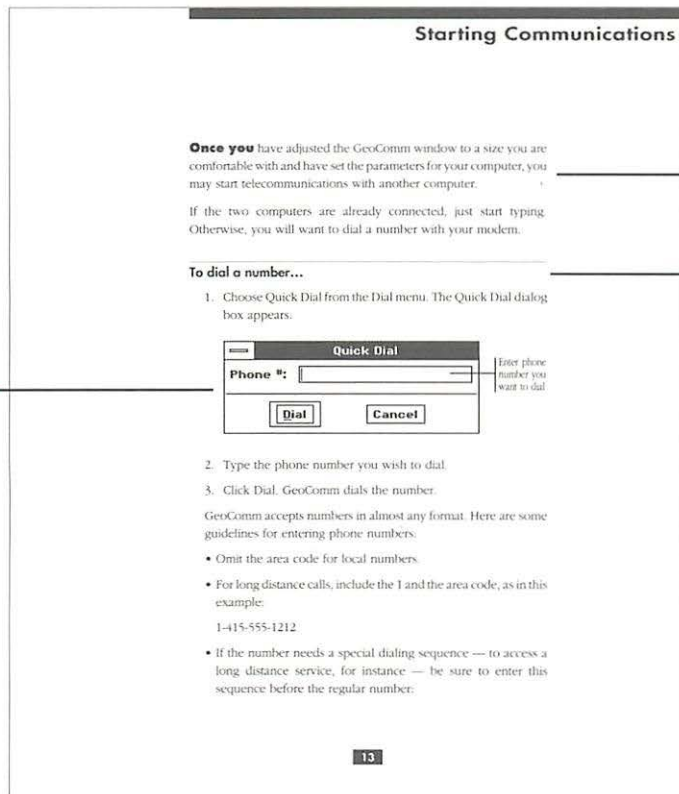 Starting Communications
Once you have adjusted the GeoComm window to a size you are
comfortable with and have set the parameters for your computer, you
may start telecommunications with another computer.
If the two computers are already connected, just start typing.
Otherwise, you will want to dial a number with your modem.
To dial a number...
1. Choose Quick Dial from the Dial menu. The Quick Dial dialog
box appears.
Quick Dial
Phone #:
Enter phone
number you
want to dial
Dial
Cancel
2. Type the phone number you wish to dial.
3. Click Dial. GeoComm dials the number.
GeoComm accepts numbers in almost any format. Here are some
guidelines for entering phone numbers:
• Omit the area code for local numbers.
• For long distance calls, include the 1 and the area code, as in this
example:
1-415-555-1212
• If the number needs a special dialing sequence — to access a
long distance service, for instance — be sure to enter this
sequence before the regular number:
13